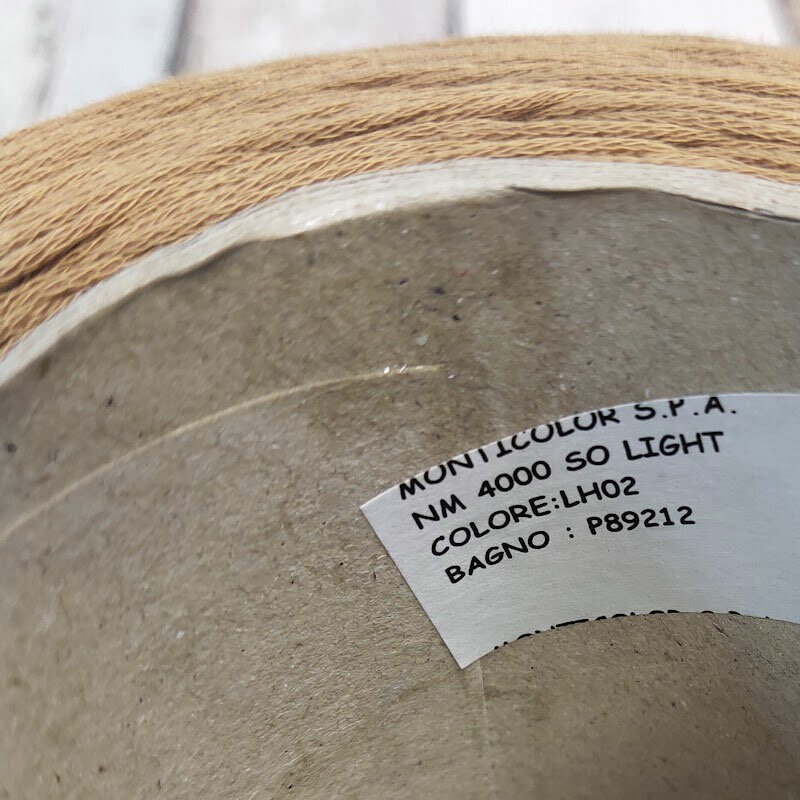 MONTICOLOR S.P.A.
NM 4000 SO LIGHT
COLORE:LH02
BAGNO : P89212